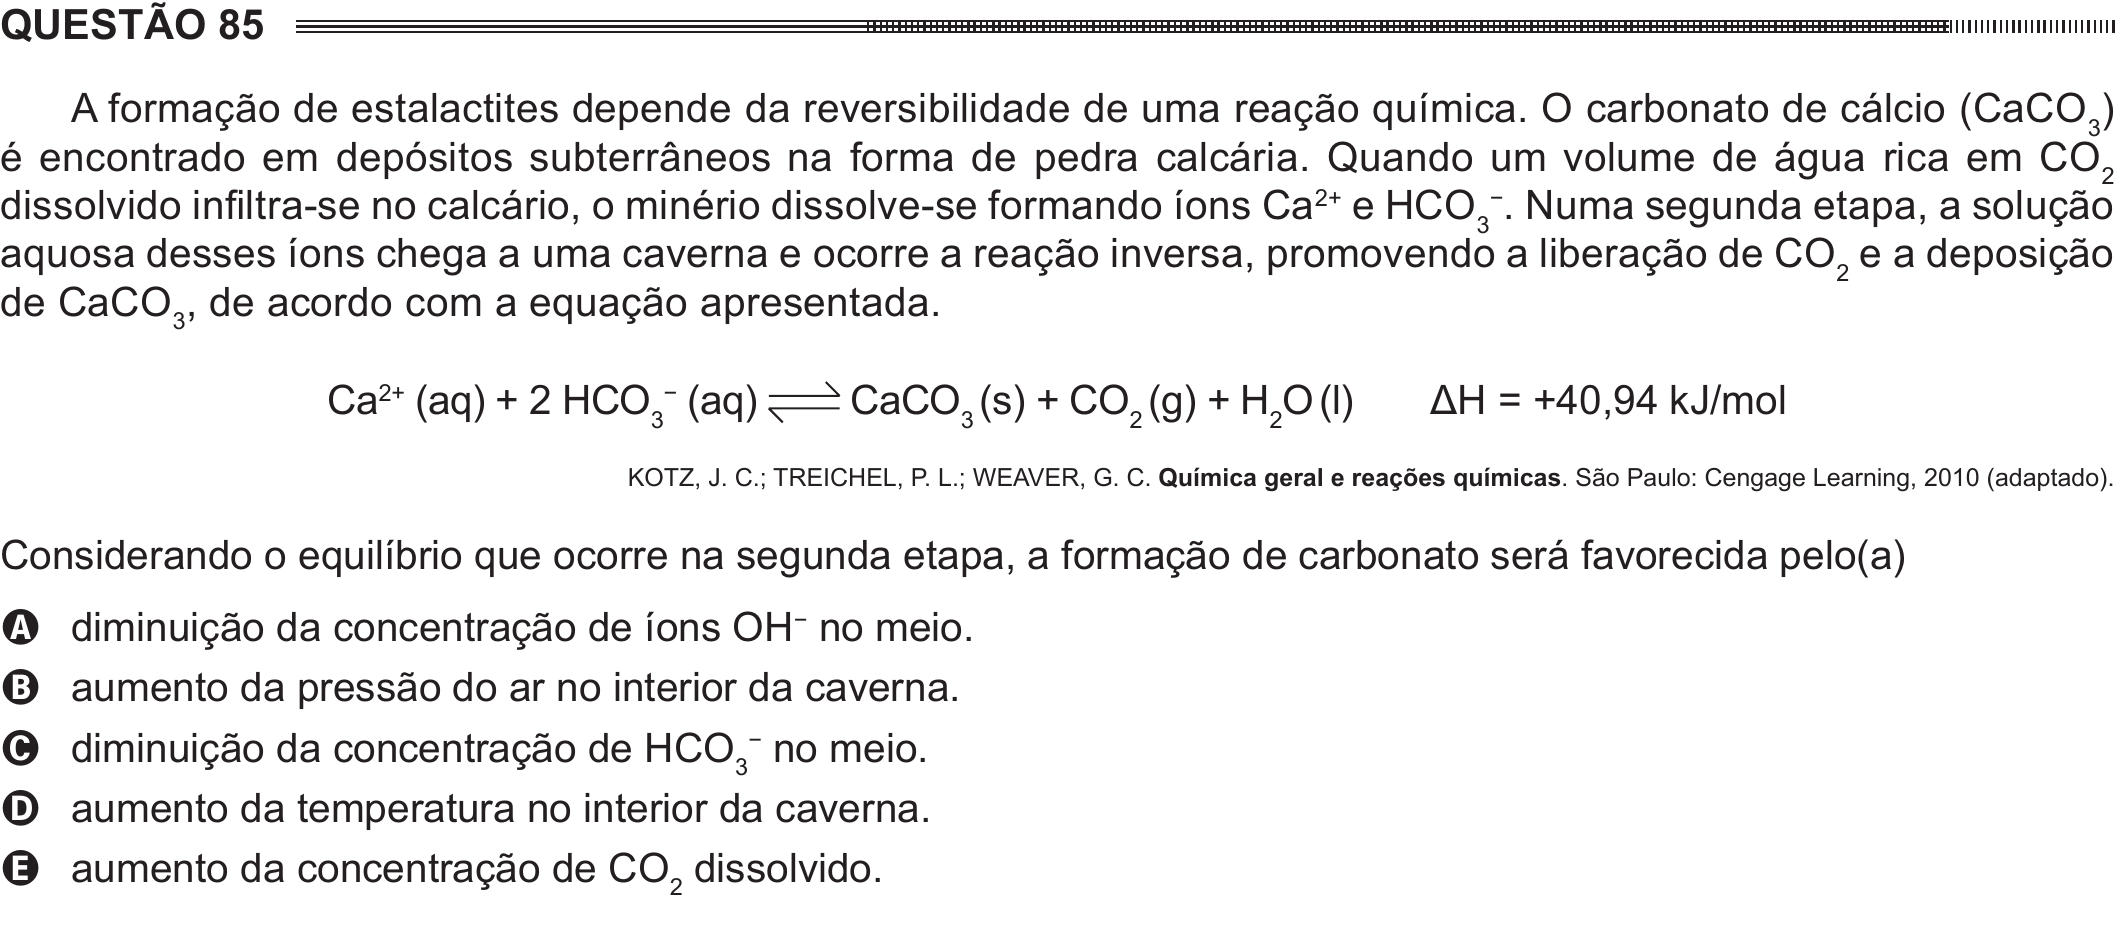 QUESTÃO 85
A formação de estalactites depende da reversibilidade de uma reação química. O carbonato de cálcio (CaCO₃)
é encontrado em depósitos subterrâneos na forma de pedra calcária. Quando um volume de água rica em CO₂
dissolvido infiltra-se no calcário, o minério dissolve-se formando íons Ca²⁺ e HCO₃⁻. Numa segunda etapa, a solução
aquosa desses íons chega a uma caverna e ocorre a reação inversa, promovendo a liberação de CO₂ e a deposição
de CaCO₃, de acordo com a equação apresentada.
Ca²⁺ (aq) + 2 HCO₃⁻ (aq) ⇌ CaCO₃ (s) + CO₂ (g) + H₂O (l) ΔH = +40,94 kJ/mol
KOTZ, J. C.; TREICHEL, P. L.; WEAVER, G. C. Química geral e reações químicas. São Paulo: Cengage Learning, 2010 (adaptado).
Considerando o equilíbrio que ocorre na segunda etapa, a formação de carbonato será favorecida pelo(a)
A diminuição da concentração de íons OH⁻ no meio.
B aumento da pressão do ar no interior da caverna.
C diminuição da concentração de HCO₃⁻ no meio.
D aumento da temperatura no interior da caverna.
E aumento da concentração de CO₂ dissolvido.